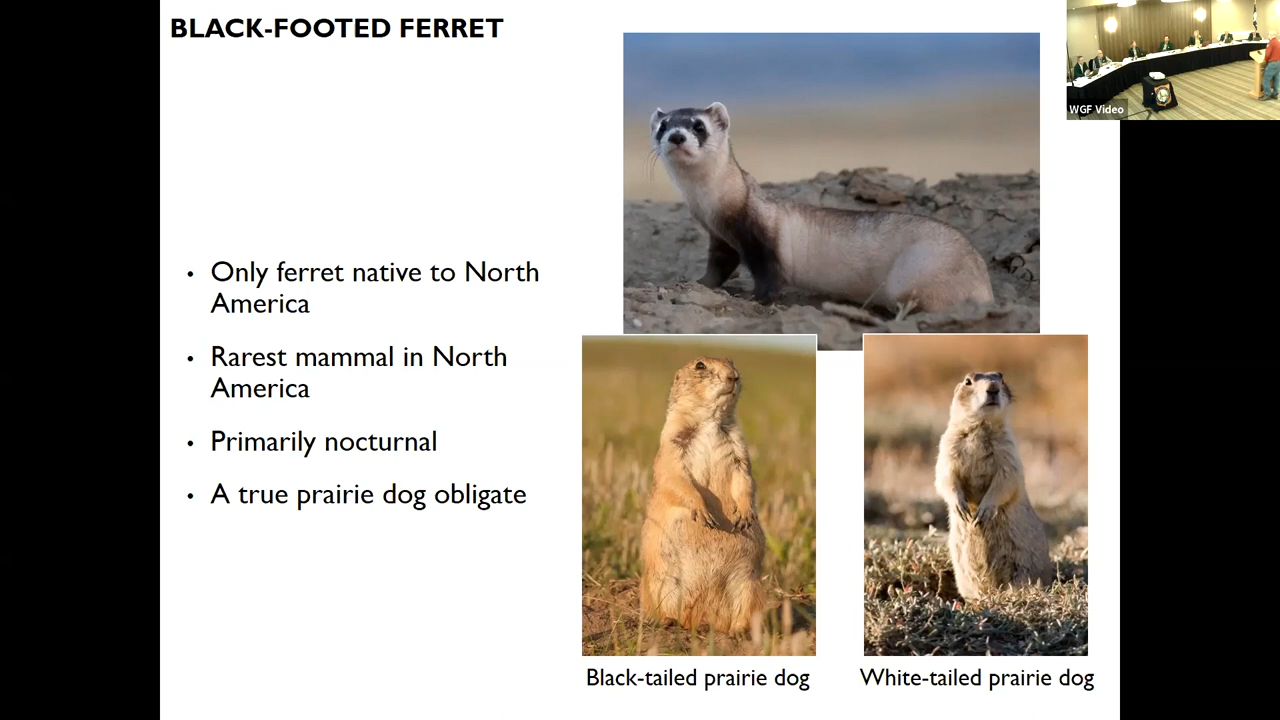 BLACK-FOOTED FERRET
WGF Video
• Only ferret native to North
America
• Rarest mammal in North
America
• Primarily nocturnal
• A true prairie dog obligate
Black-tailed prairie dog
White-tailed prairie dog